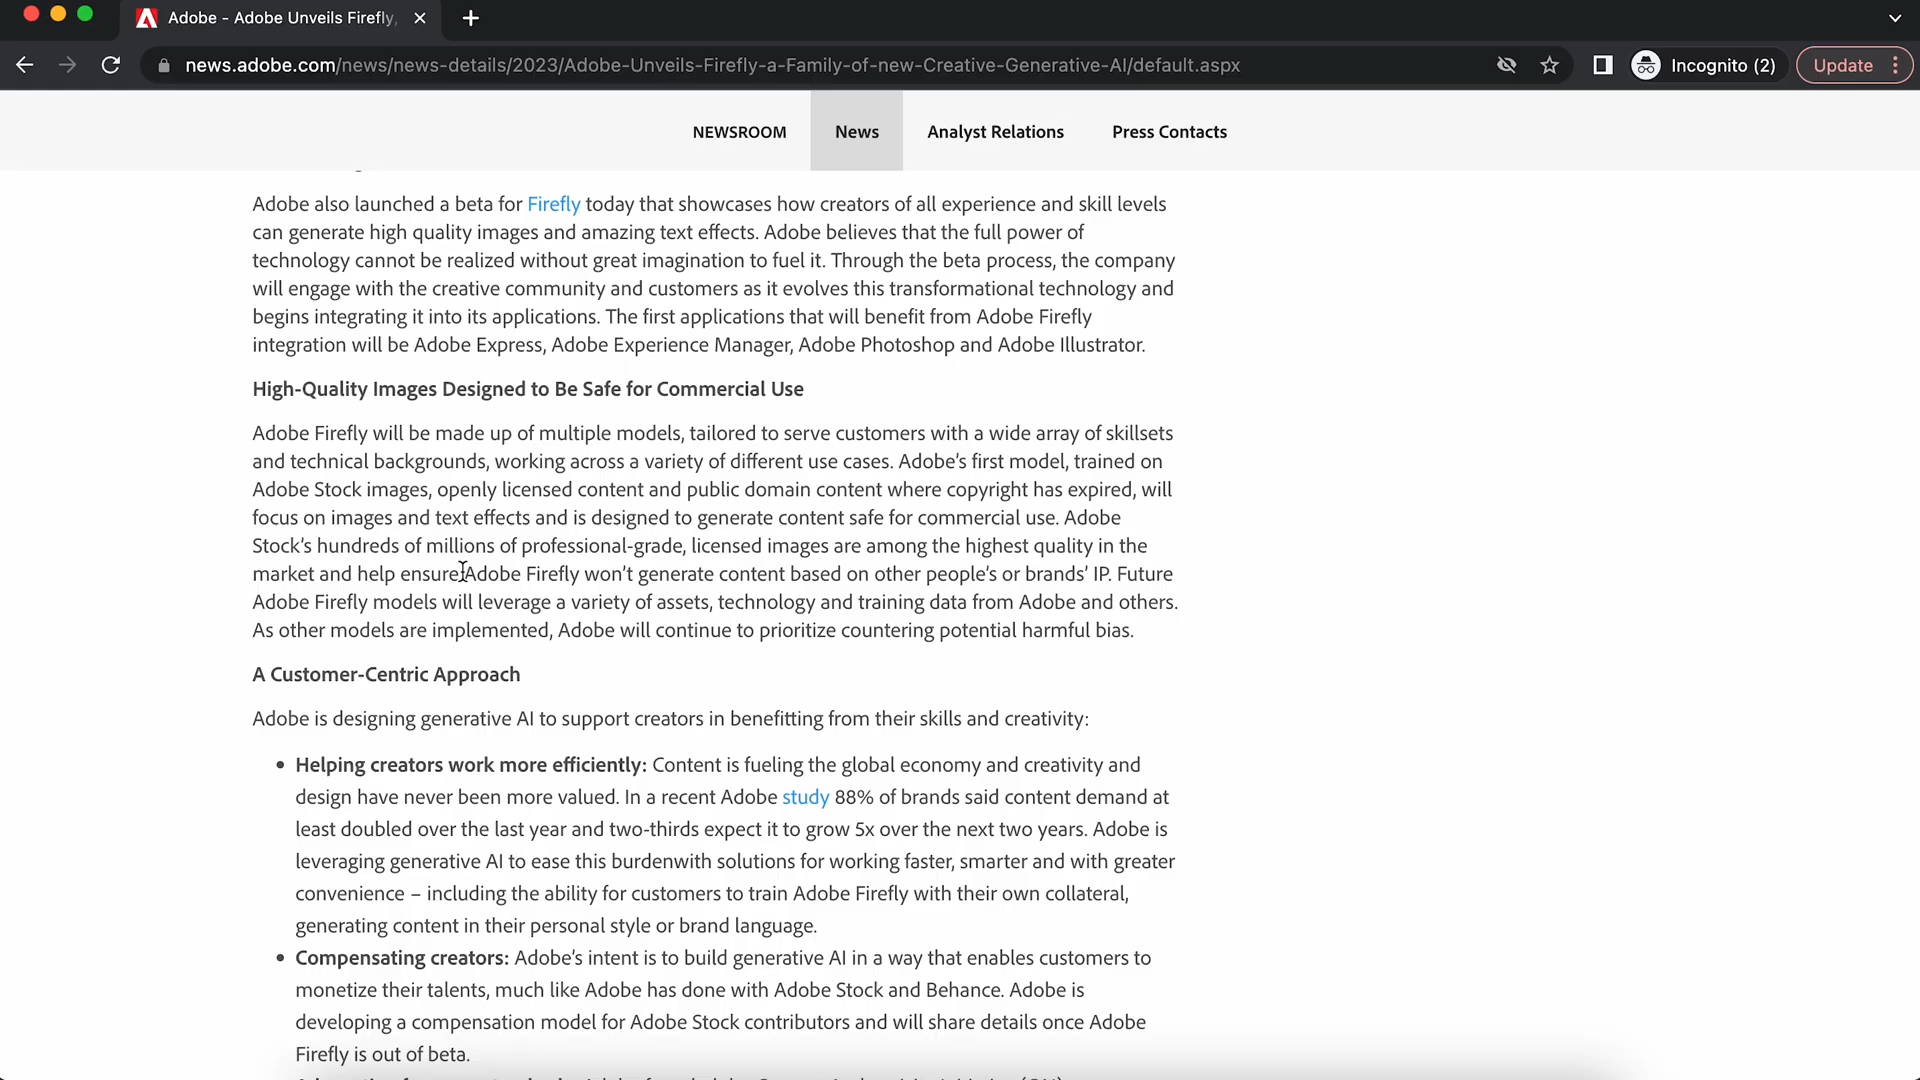 Adobe - Adobe Unveils Firefly,
news.adobe.com/news/news-details/2023/Adobe-Unveils-Firefly-a-Family-of-new-Creative-Generative-AI/default.aspx
Incognito (2)
Update
NEWSROOM
News
Analyst Relations
Press Contacts
Adobe also launched a beta for Firefly today that showcases how creators of all experience and skill levels
can generate high quality images and amazing text effects. Adobe believes that the full power of
technology cannot be realized without great imagination to fuel it. Through the beta process, the company
will engage with the creative community and customers as it evolves this transformational technology and
begins integrating it into its applications. The first applications that will benefit from Adobe Firefly
integration will be Adobe Express, Adobe Experience Manager, Adobe Photoshop and Adobe Illustrator.
High-Quality Images Designed to Be Safe for Commercial Use
Adobe Firefly will be made up of multiple models, tailored to serve customers with a wide array of skillsets
and technical backgrounds, working across a variety of different use cases. Adobe’s first model, trained on
Adobe Stock images, openly licensed content and public domain content where copyright has expired, will
focus on images and text effects and is designed to generate content safe for commercial use. Adobe
Stock’s hundreds of millions of professional-grade, licensed images are among the highest quality in the
market and help ensure Adobe Firefly won’t generate content based on other people’s or brands’ IP. Future
Adobe Firefly models will leverage a variety of assets, technology and training data from Adobe and others.
As other models are implemented, Adobe will continue to prioritize countering potential harmful bias.
A Customer-Centric Approach
Adobe is designing generative AI to support creators in benefitting from their skills and creativity:
• Helping creators work more efficiently: Content is fueling the global economy and creativity and
design have never been more valued. In a recent Adobe study 88% of brands said content demand at
least doubled over the last year and two-thirds expect it to grow 5x over the next two years. Adobe is
leveraging generative AI to ease this burdenwith solutions for working faster, smarter and with greater
convenience – including the ability for customers to train Adobe Firefly with their own collateral,
generating content in their personal style or brand language.
• Compensating creators: Adobe’s intent is to build generative AI in a way that enables customers to
monetize their talents, much like Adobe has done with Adobe Stock and Behance. Adobe is
developing a compensation model for Adobe Stock contributors and will share details once Adobe
Firefly is out of beta.